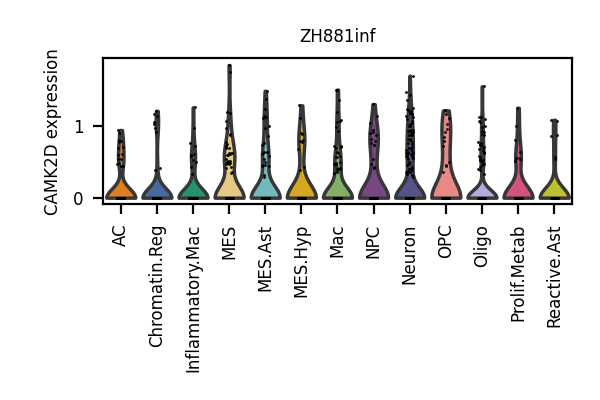 ZH881inf
CAMK2D expression
1
0
AC
Chromatin.Reg
Inflammatory.Mac
MES
MES.Ast
MES.Hyp
Mac
NPC
Neuron
OPC
Oligo
Prolif.Metab
Reactive.Ast